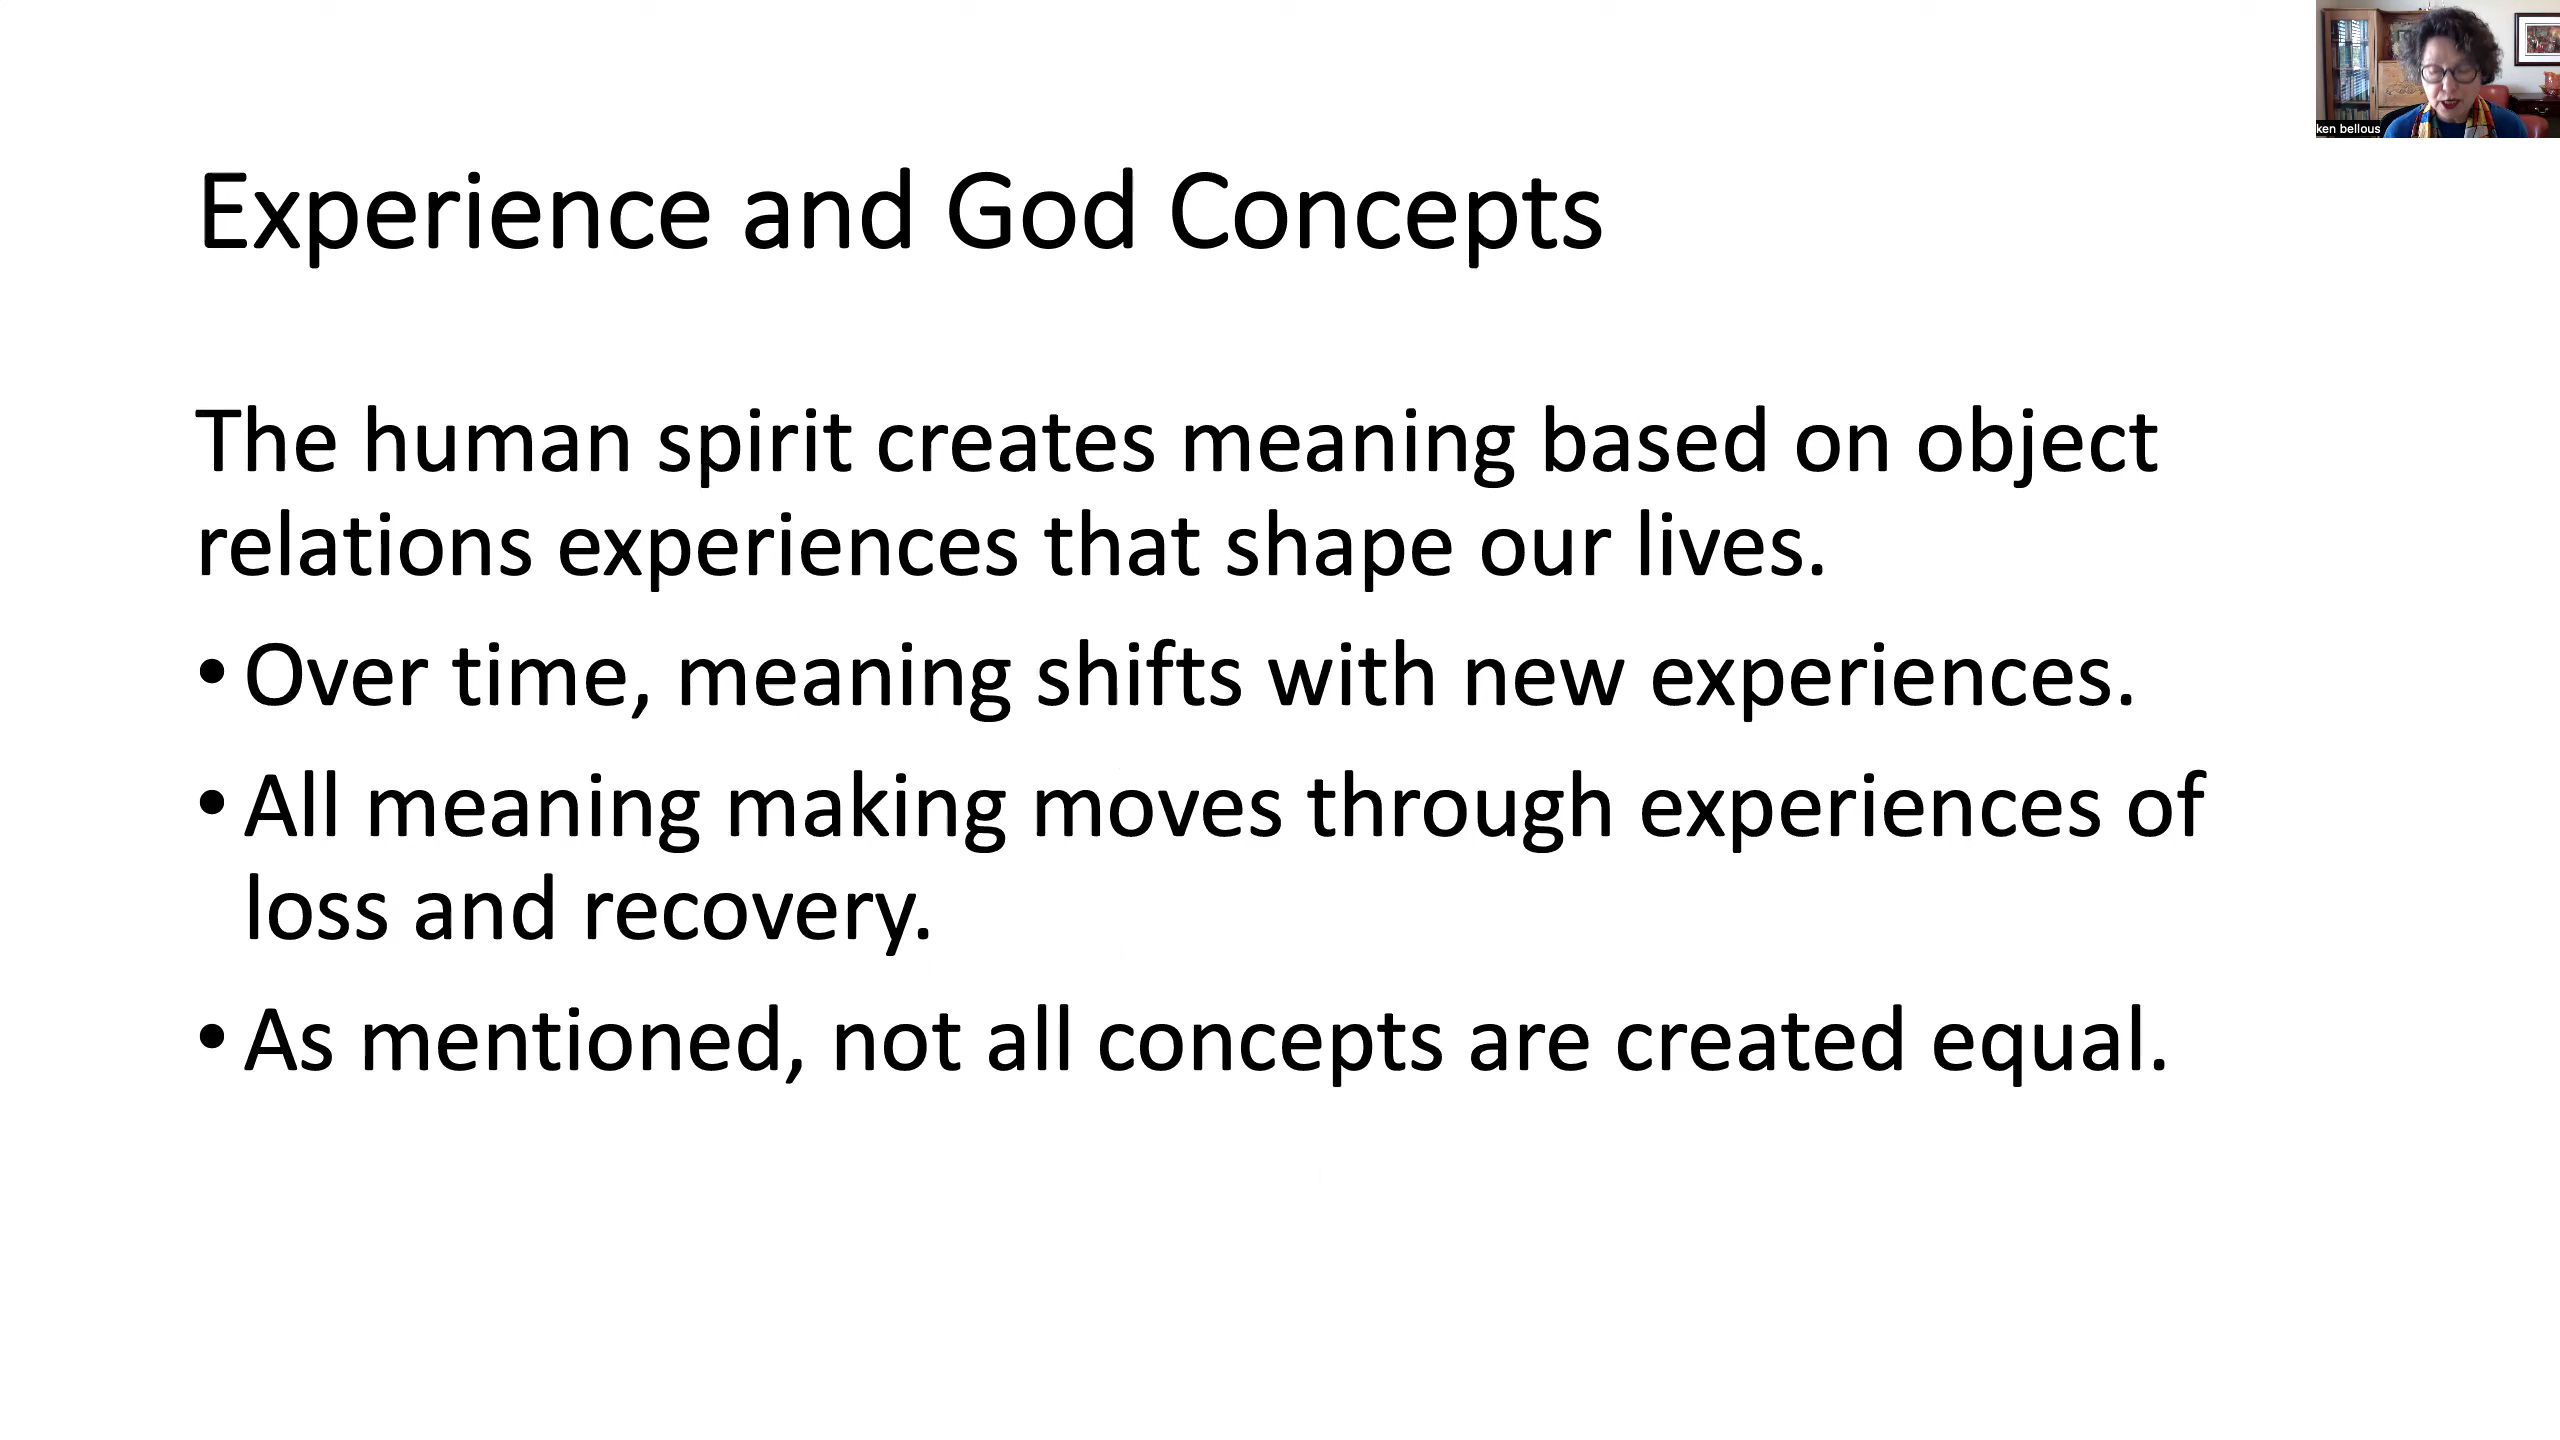 ken bellous
Experience and God Concepts
The human spirit creates meaning based on object
relations experiences that shape our lives.
• Over time, meaning shifts with new experiences.
• All meaning making moves through experiences of
loss and recovery.
• As mentioned, not all concepts are created equal.